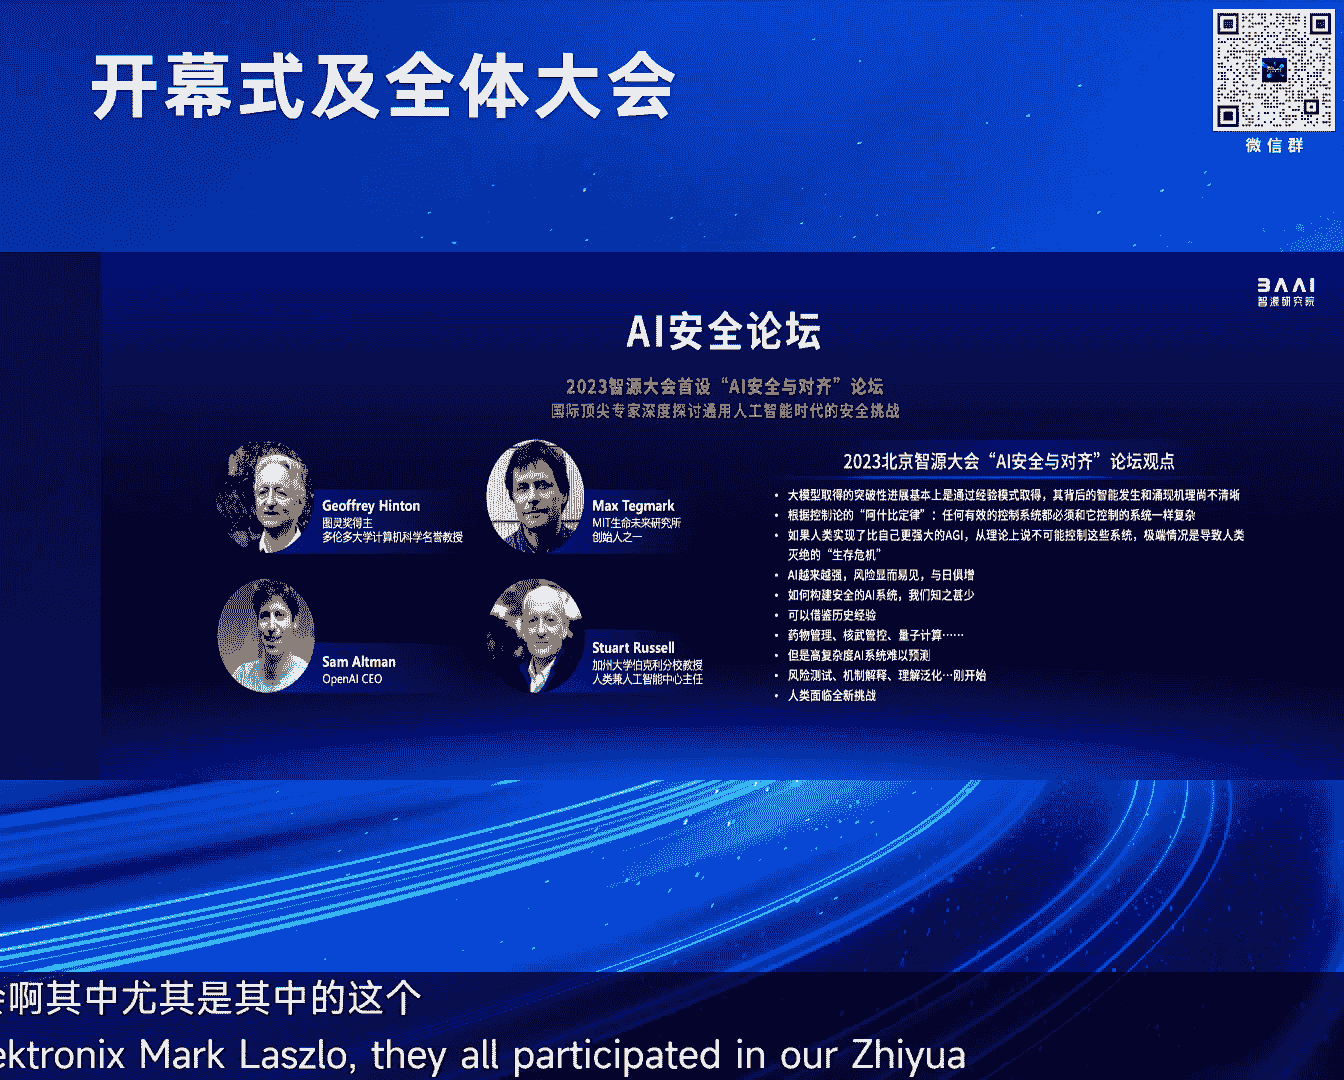 开幕式及全体大会
微信群
BAAI
智源研究院
AI安全论坛
2023智源大会首设“AI安全与对齐”论坛
国际顶尖专家深度探讨通用人工智能时代的安全挑战
Geoffrey Hinton
图灵奖得主
多伦多大学计算机科学名誉教授
Max Tegmark
MIT生命未来研究所
创始人之一
Sam Altman
OpenAI CEO
Stuart Russell
加州大学伯克利分校教授
人类兼人工智能中心主任
2023北京智源大会“AI安全与对齐”论坛观点
• 大模型取得的突破性进展基本上是通过经验模式取得，其背后的智能发生和涌现机理尚不清晰
• 根据控制论的“阿什比定律”：任何有效的控制系统都必须和它控制的系统一样复杂
• 如果人类实现了比自己更强大的AGI，从理论上说不可能控制这些系统，极端情况是导致人类
灭绝的“生存危机”
• AI越来越强，风险显而易见，与日俱增
• 如何构建安全的AI系统，我们知之甚少
• 可以借鉴历史经验
• 药物管理、核武管控、量子计算……
• 但是高复杂度AI系统难以预测
• 风险测试、机制解释、理解泛化…刚开始
• 人类面临全新挑战
啊其中尤其是其中的这个
ektronix Mark Laszlo, they all participated in our Zhiyua